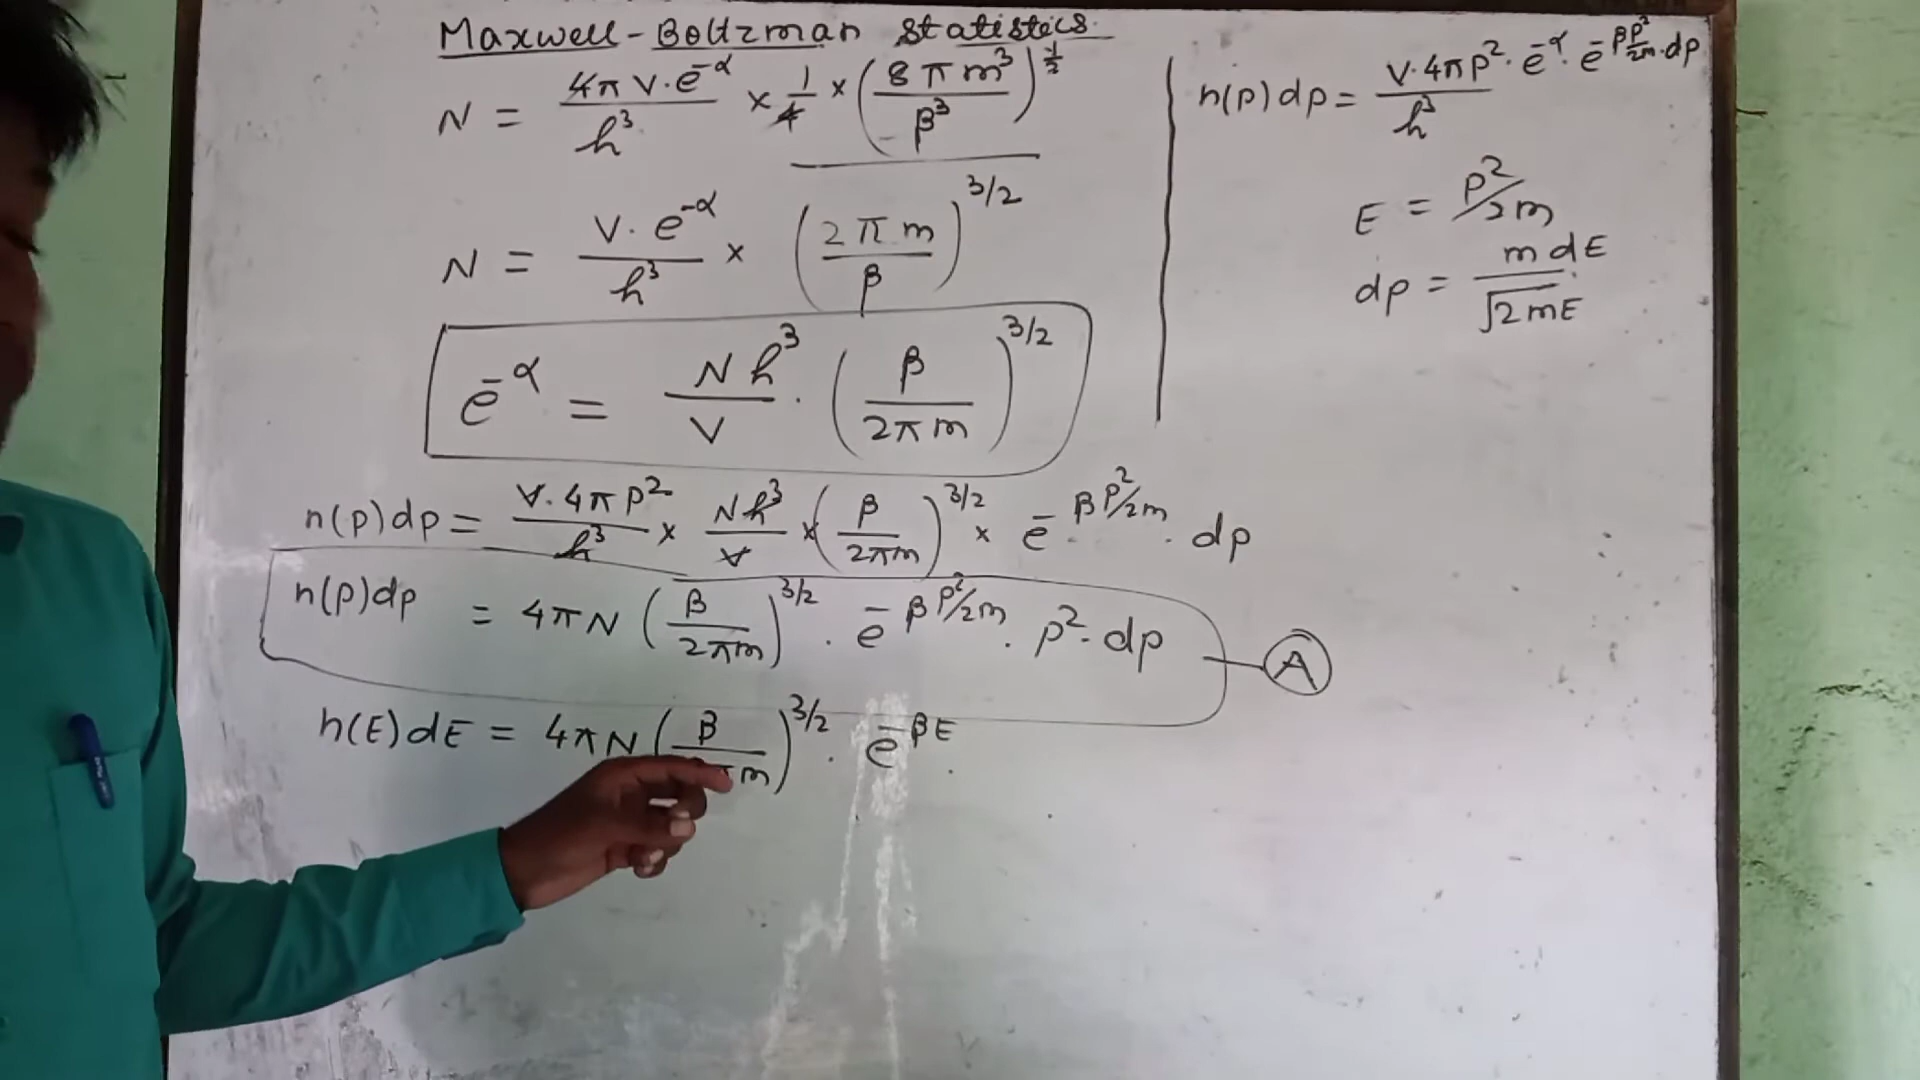 Maxwell-Boltzman Statistics
N = 4π V·e^-α / h³ × 1/4 × (8πm³ / β³)^1/2
N = V·e^-α / h³ × (2πm / β)^3/2
e^-α = Nh³ / V · (β / 2πm)^3/2
n(p)dp = V·4πp² / h³ × Nh³ / V × (β / 2πm)^3/2 × e^-βp²/2m · dp
n(p)dp = 4πN (β / 2πm)^3/2 · e^-βp²/2m · p²·dp — A
n(E)dE = 4πN (β / πm)^3/2 · e^-βE ·
n(p)dp = V·4πp²·e^-α·e^-βp²/2m·dp / h³
E = p²/2m
dp = m dE / √2mE